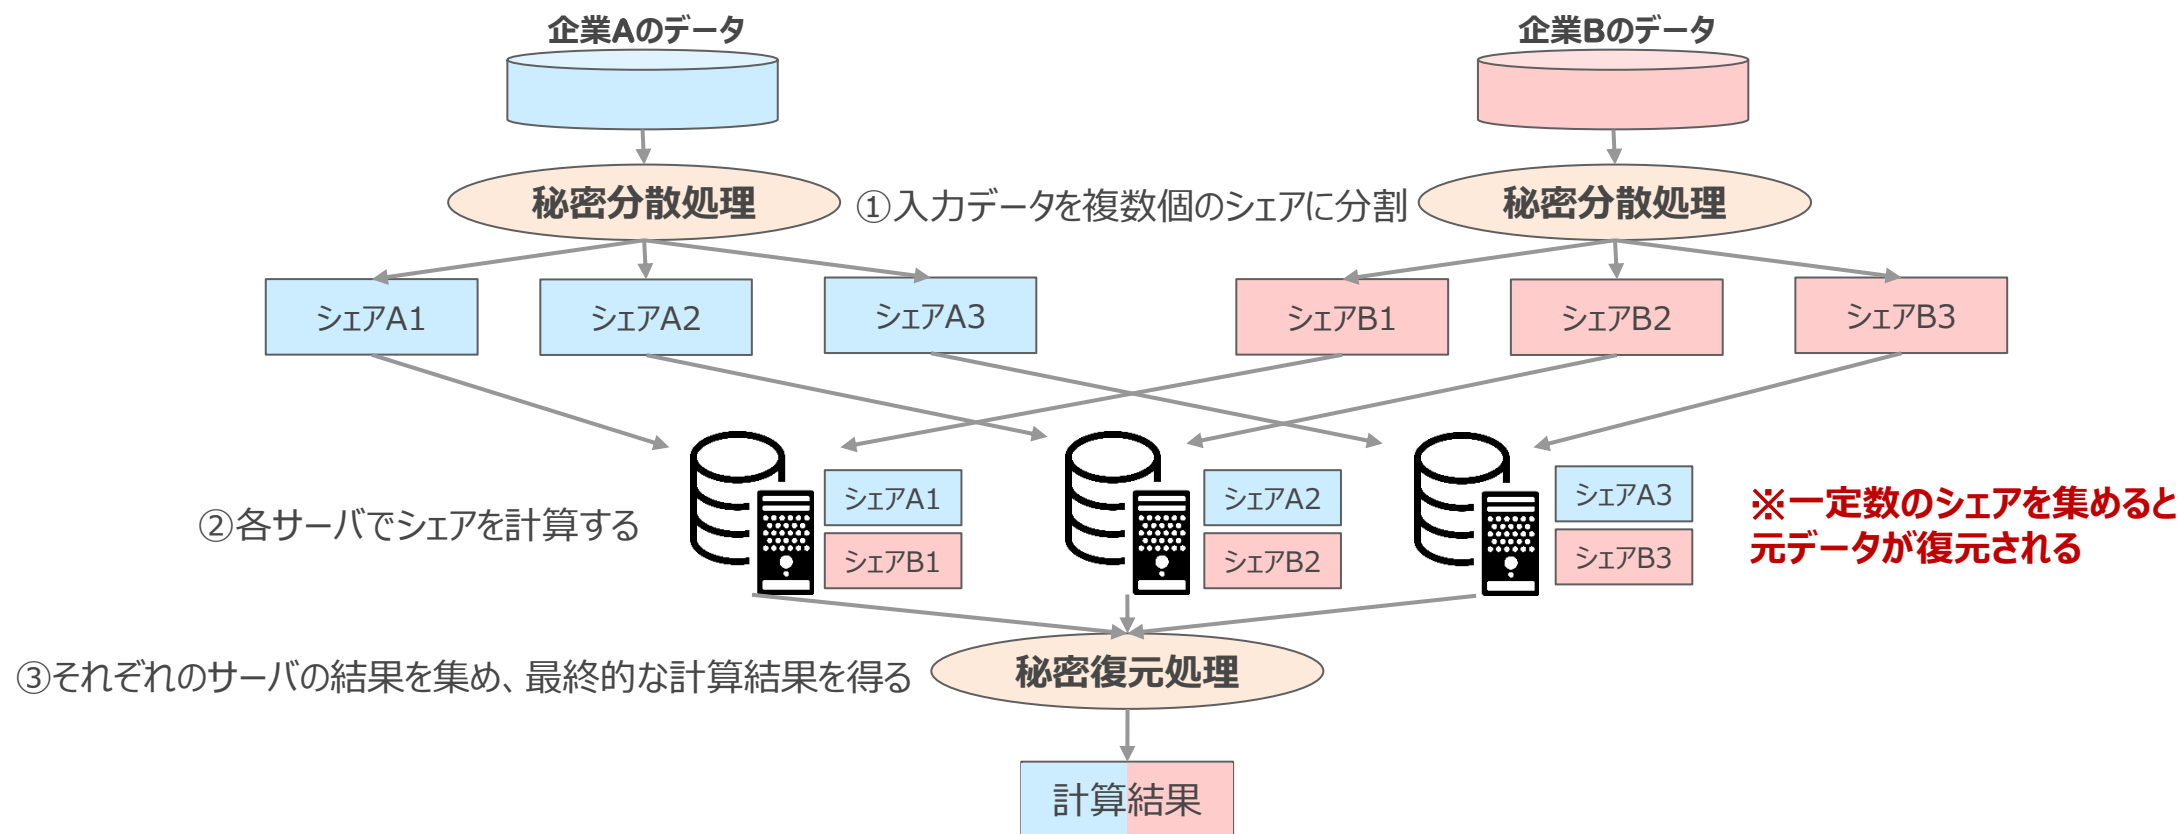 企業Aのデータ
企業Bのデータ
秘密分散処理
①入力データを複数個のシェアに分割
秘密分散処理
シェアA1
シェアA2
シェアA3
シェアB1
シェアB2
シェアB3
②各サーバでシェアを計算する
シェアA1
シェアB1
シェアA2
シェアB2
シェアA3
シェアB3
※一定数のシェアを集めると
元データが復元される
③それぞれのサーバの結果を集め、最終的な計算結果を得る
秘密復元処理
計算結果